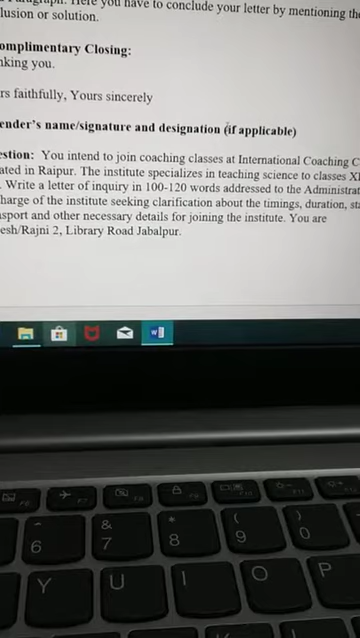 Here you have to conclude your letter by mentioning the
lusion or solution.
omplimentary Closing:
nking you.
rs faithfully, Yours sincerely
ender's name/signature and designation (if applicable)
estion: You intend to join coaching classes at International Coaching C
ated in Raipur. The institute specializes in teaching science to classes XI
. Write a letter of inquiry in 100-120 words addressed to the Administrat
harge of the institute seeking clarification about the timings, duration, sta
nsport and other necessary details for joining the institute. You are
esh/Rajni 2, Library Road Jabalpur.
W
F6 F7 F8 F9 F10 F11
^ & * ( )
6 7 8 9 0
Y U I O P